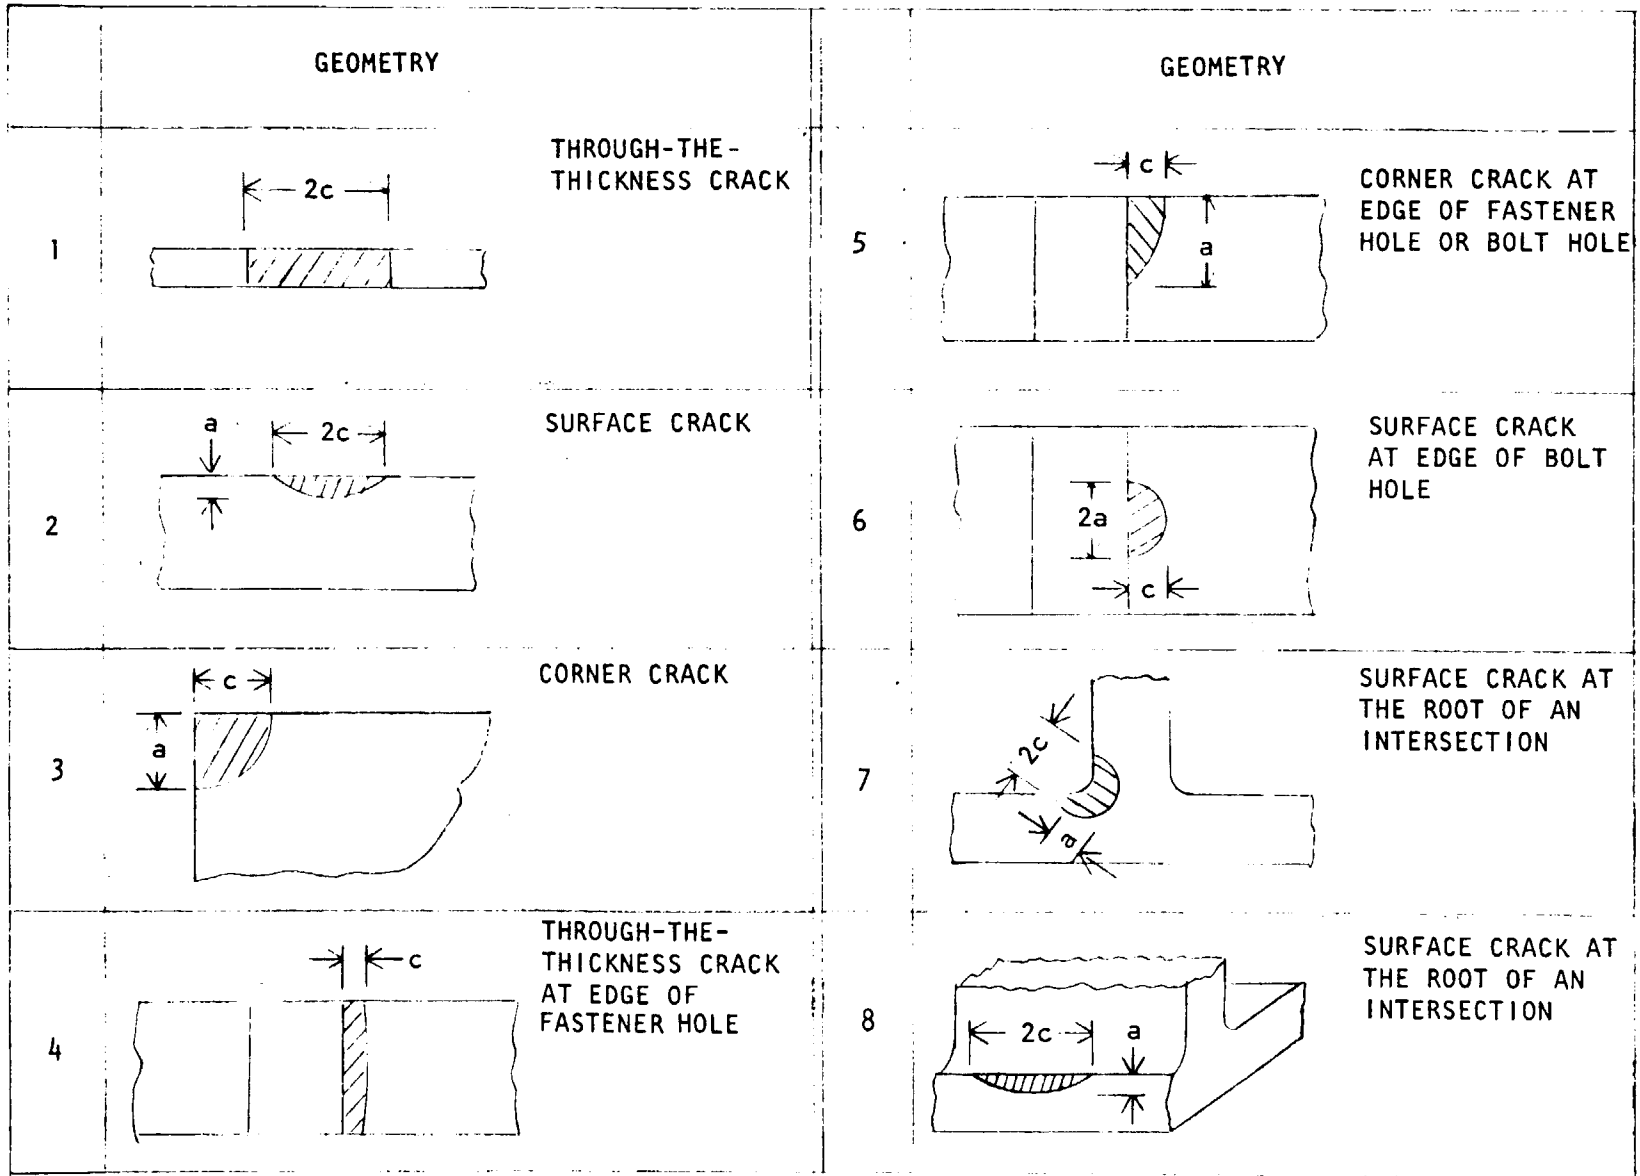 GEOMETRY
THROUGH-THE-
THICKNESS CRACK
2c
1
SURFACE CRACK
a
2c
2
CORNER CRACK
c
a
3
THROUGH-THE-
THICKNESS CRACK
AT EDGE OF
FASTENER HOLE
c
4
GEOMETRY
c
CORNER CRACK AT
EDGE OF FASTENER
HOLE OR BOLT HOLE
a
5
SURFACE CRACK
AT EDGE OF BOLT
HOLE
2a
c
6
SURFACE CRACK AT
THE ROOT OF AN
INTERSECTION
2c
a
7
SURFACE CRACK AT
THE ROOT OF AN
INTERSECTION
2c
a
8